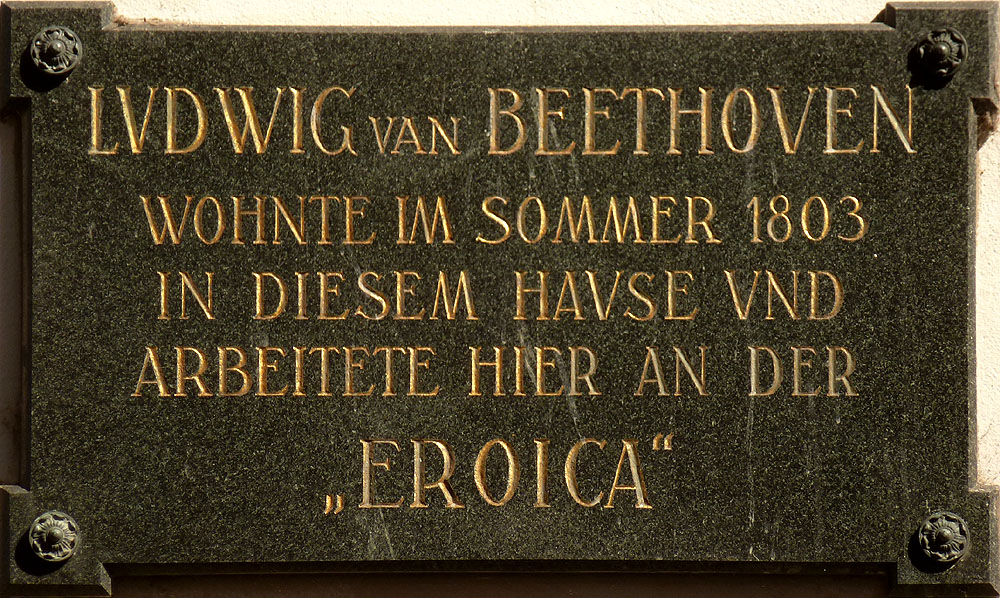 LVDWIG VAN BEETHOVEN
WOHNTE IM SOMMER 1803
IN DIESEM HAVSE VND
ARBEITETE HIER AN DER
„EROICA“